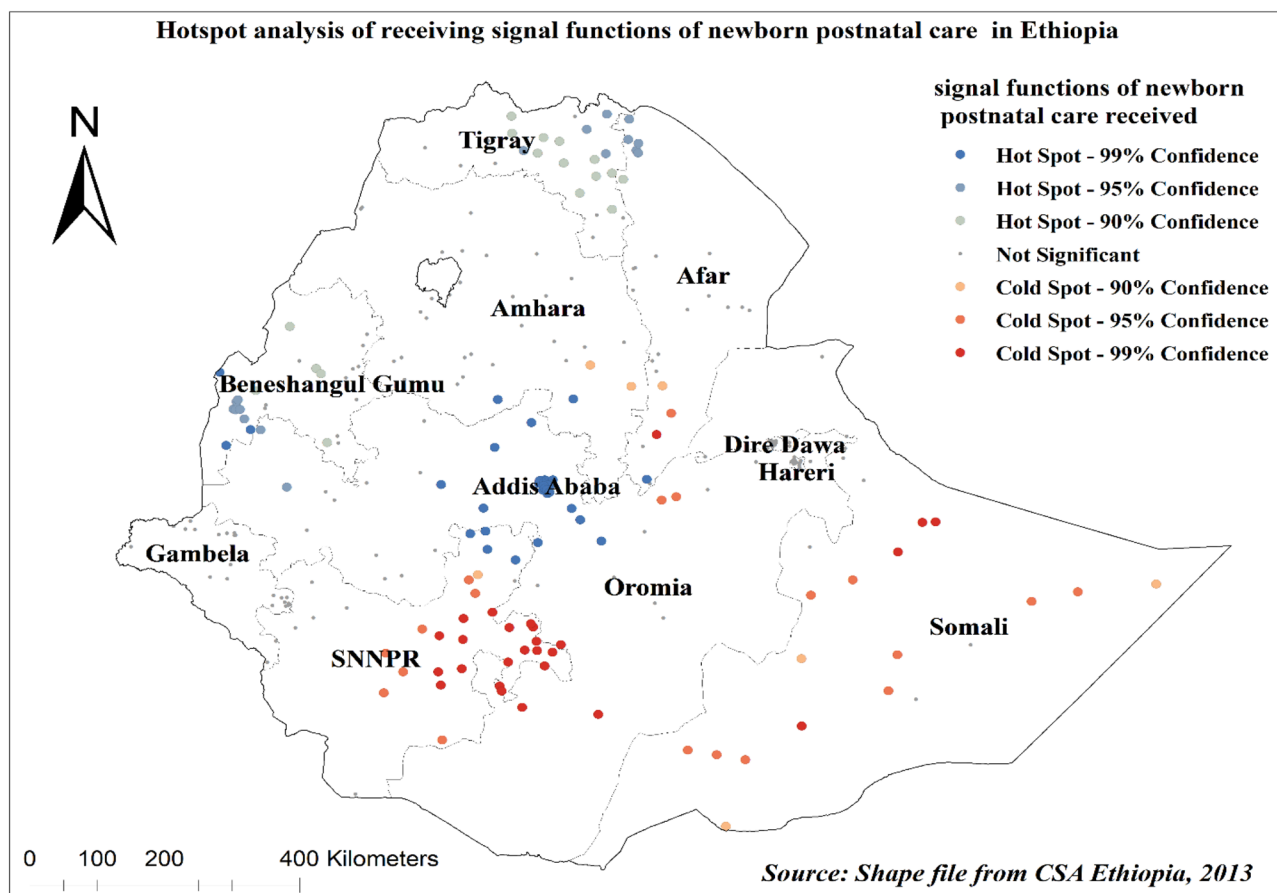 Hotspot analysis of receiving signal functions of newborn postnatal care in Ethiopia
signal functions of newborn
postnatal care received
Hot Spot - 99% Confidence
Hot Spot - 95% Confidence
Hot Spot - 90% Confidence
Not Significant
Cold Spot - 90% Confidence
Cold Spot - 95% Confidence
Cold Spot - 99% Confidence
N
Tigray
Afar
Amhara
Beneshangul Gumu
Dire Dawa
Hareri
Addis Ababa
Gambela
Oromia
Somali
SNNPR
0 100 200 400 Kilometers
Source: Shape file from CSA Ethiopia, 2013